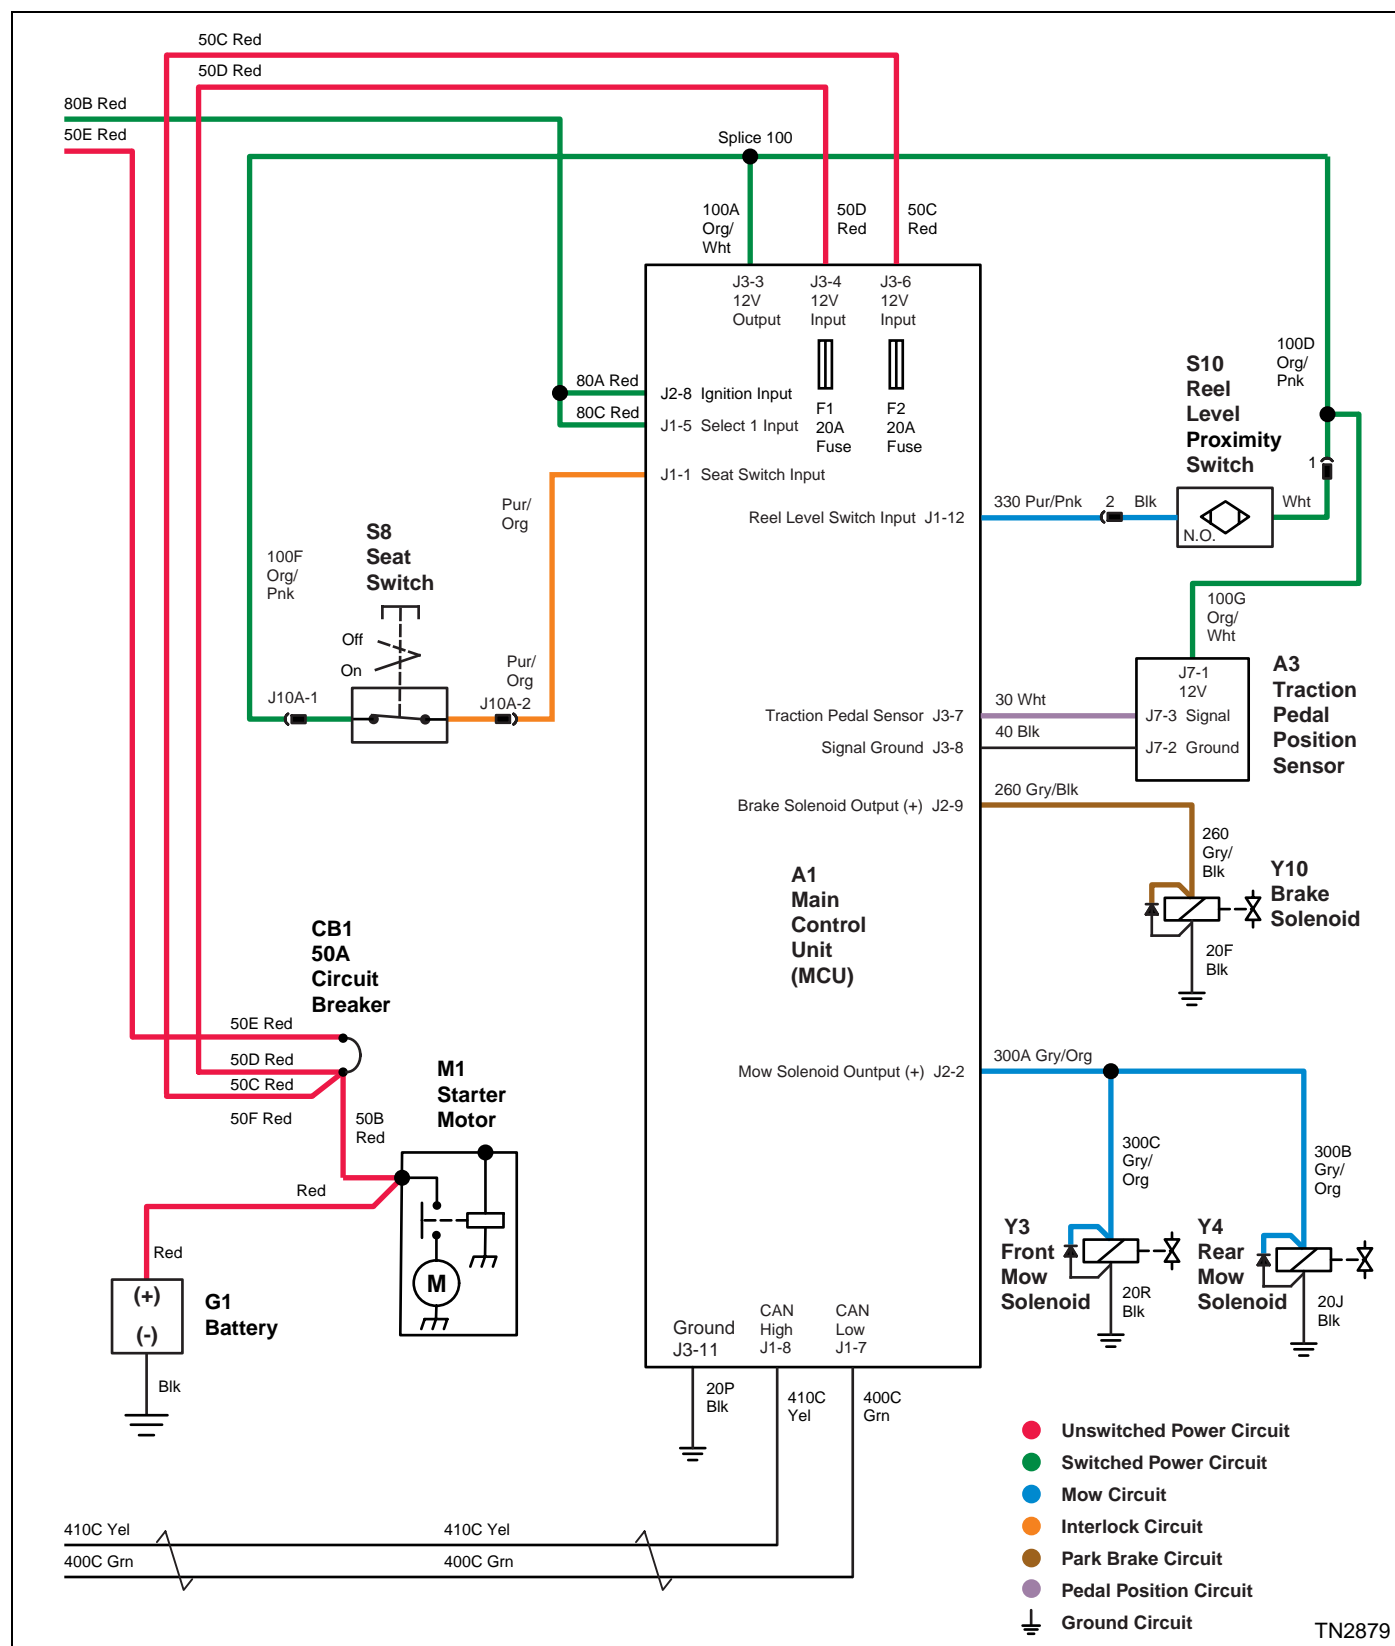 50C Red
50D Red
80B Red
50E Red
Splice 100
100A
Org/
Wht
50D
Red
50C
Red
J3-3
12V
Output
J3-4
12V
Input
J3-6
12V
Input
F1
20A
Fuse
F2
20A
Fuse
80A Red
J2-8 Ignition Input
80C Red
J1-5 Select 1 Input
J1-1 Seat Switch Input
100D
Org/
Pnk
S10
Reel
Level
Proximity
Switch
1
Reel Level Switch Input J1-12
330 Pur/Pnk
2
Blk
Wht
N.O.
Pur/
Org
S8
Seat
Switch
100F
Org/
Pnk
Off
On
Pur/
Org
J10A-1
J10A-2
100G
Org/
Wht
J7-1
12V
J7-3 Signal
J7-2 Ground
A3
Traction
Pedal
Position
Sensor
Traction Pedal Sensor J3-7
30 Wht
Signal Ground J3-8
40 Blk
Brake Solenoid Output (+) J2-9
260 Gry/Blk
260
Gry/
Blk
Y10
Brake
Solenoid
20F
Blk
A1
Main
Control
Unit
(MCU)
CB1
50A
Circuit
Breaker
50E Red
50D Red
50C Red
50F Red
50B
Red
M1
Starter
Motor
M
Mow Solenoid Ountput (+) J2-2
300A Gry/Org
300C
Gry/
Org
300B
Gry/
Org
Y3
Front
Mow
Solenoid
20R
Blk
Y4
Rear
Mow
Solenoid
20J
Blk
Red
Red
(+)
(-)
G1
Battery
Blk
Ground
J3-11
CAN
High
J1-8
CAN
Low
J1-7
20P
Blk
410C
Yel
400C
Grn
410C Yel
410C Yel
400C Grn
400C Grn
Unswitched Power Circuit
Switched Power Circuit
Mow Circuit
Interlock Circuit
Park Brake Circuit
Pedal Position Circuit
Ground Circuit
TN2879